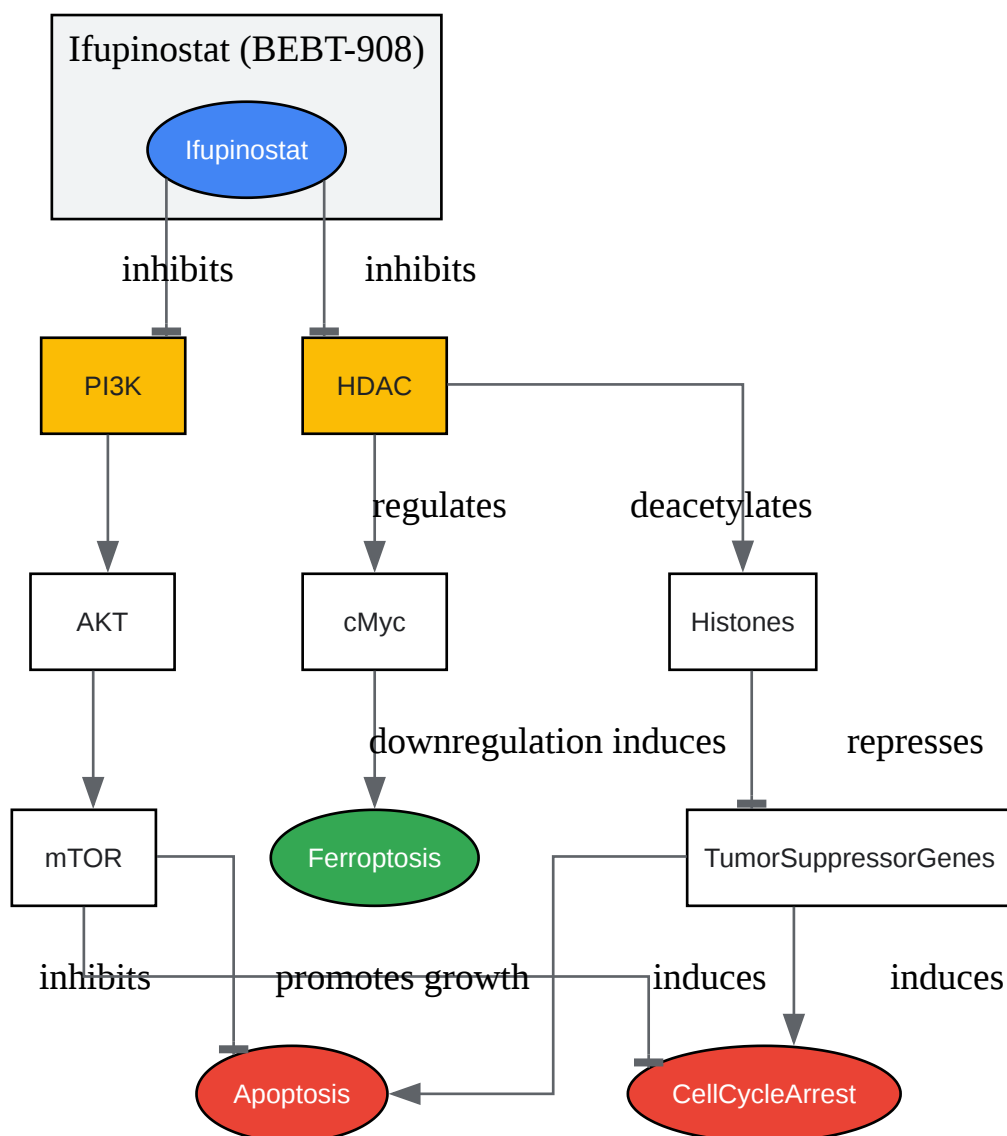 Ifupinostat (BEBT-908)
Ifupinostat
inhibits
inhibits
PI3K
HDAC
regulates
deacetylates
AKT
cMyc
Histones
downregulation induces
represses
mTOR
Ferroptosis
TumorSuppressorGenes
inhibits
promotes growth
induces
induces
Apoptosis
CellCycleArrest